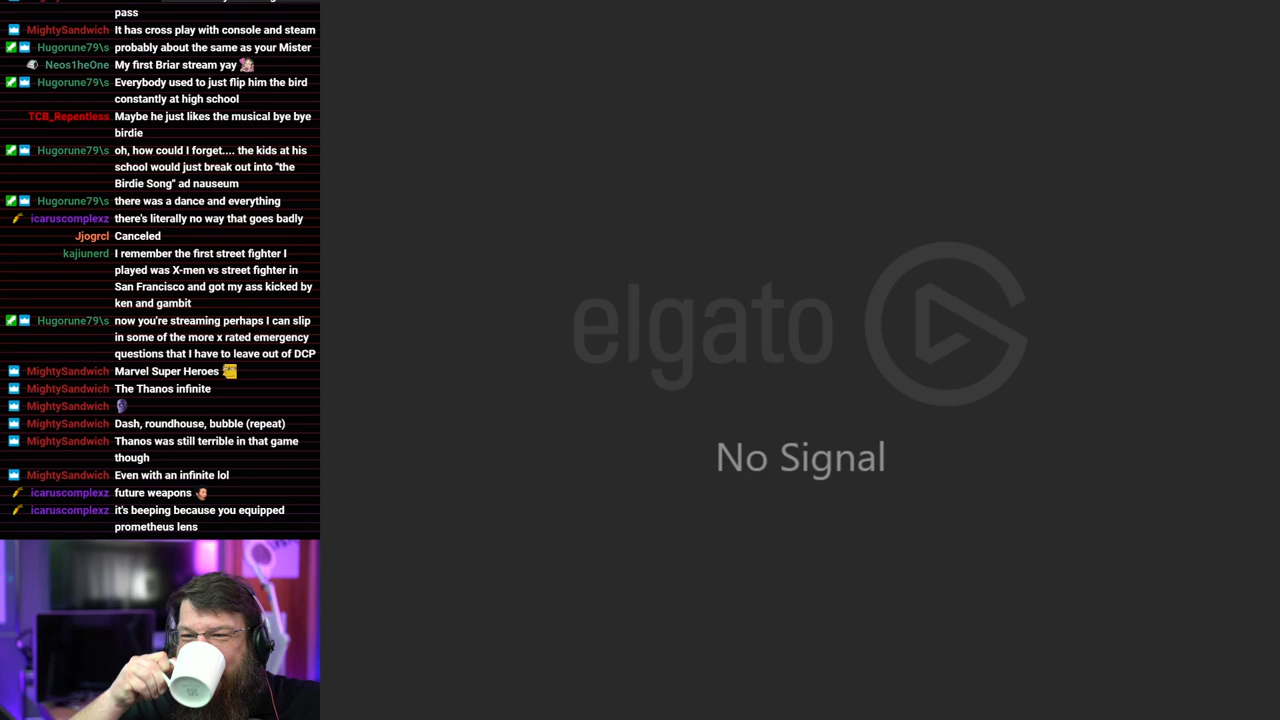 pass
MightySandwich It has cross play with console and steam
Hugorune79\s probably about the same as your Mister
Neos1heOne My first Briar stream yay
Hugorune79\s Everybody used to just flip him the bird
constantly at high school
TCB_Repentless Maybe he just likes the musical bye bye
birdie
Hugorune79\s oh, how could I forget.... the kids at his
school would just break out into "the
Birdie Song" ad nauseum
Hugorune79\s there was a dance and everything
icaruscomplexz there's literally no way that goes badly
Jjogrcl Canceled
kajiunerd I remember the first street fighter I
played was X-men vs street fighter in
San Francisco and got my ass kicked by
ken and gambit
Hugorune79\s now you're streaming perhaps I can slip
in some of the more x rated emergency
questions that I have to leave out of DCP
MightySandwich Marvel Super Heroes
MightySandwich The Thanos infinite
MightySandwich
MightySandwich Dash, roundhouse, bubble (repeat)
MightySandwich Thanos was still terrible in that game
though
MightySandwich Even with an infinite lol
icaruscomplexz future weapons
icaruscomplexz it's beeping because you equipped
prometheus lens
elgato
No Signal